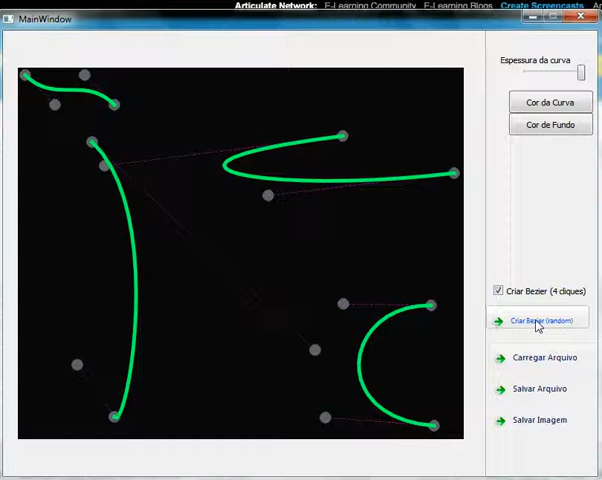 Articulate Network: E-Learning Community E-Learning Blogs Create Screencasts
MainWindow
Espessura da curva
Cor da Curva
Cor de Fundo
Criar Bezier (4 cliques)
Criar Bezier (random)
Carregar Arquivo
Salvar Arquivo
Salvar Imagem